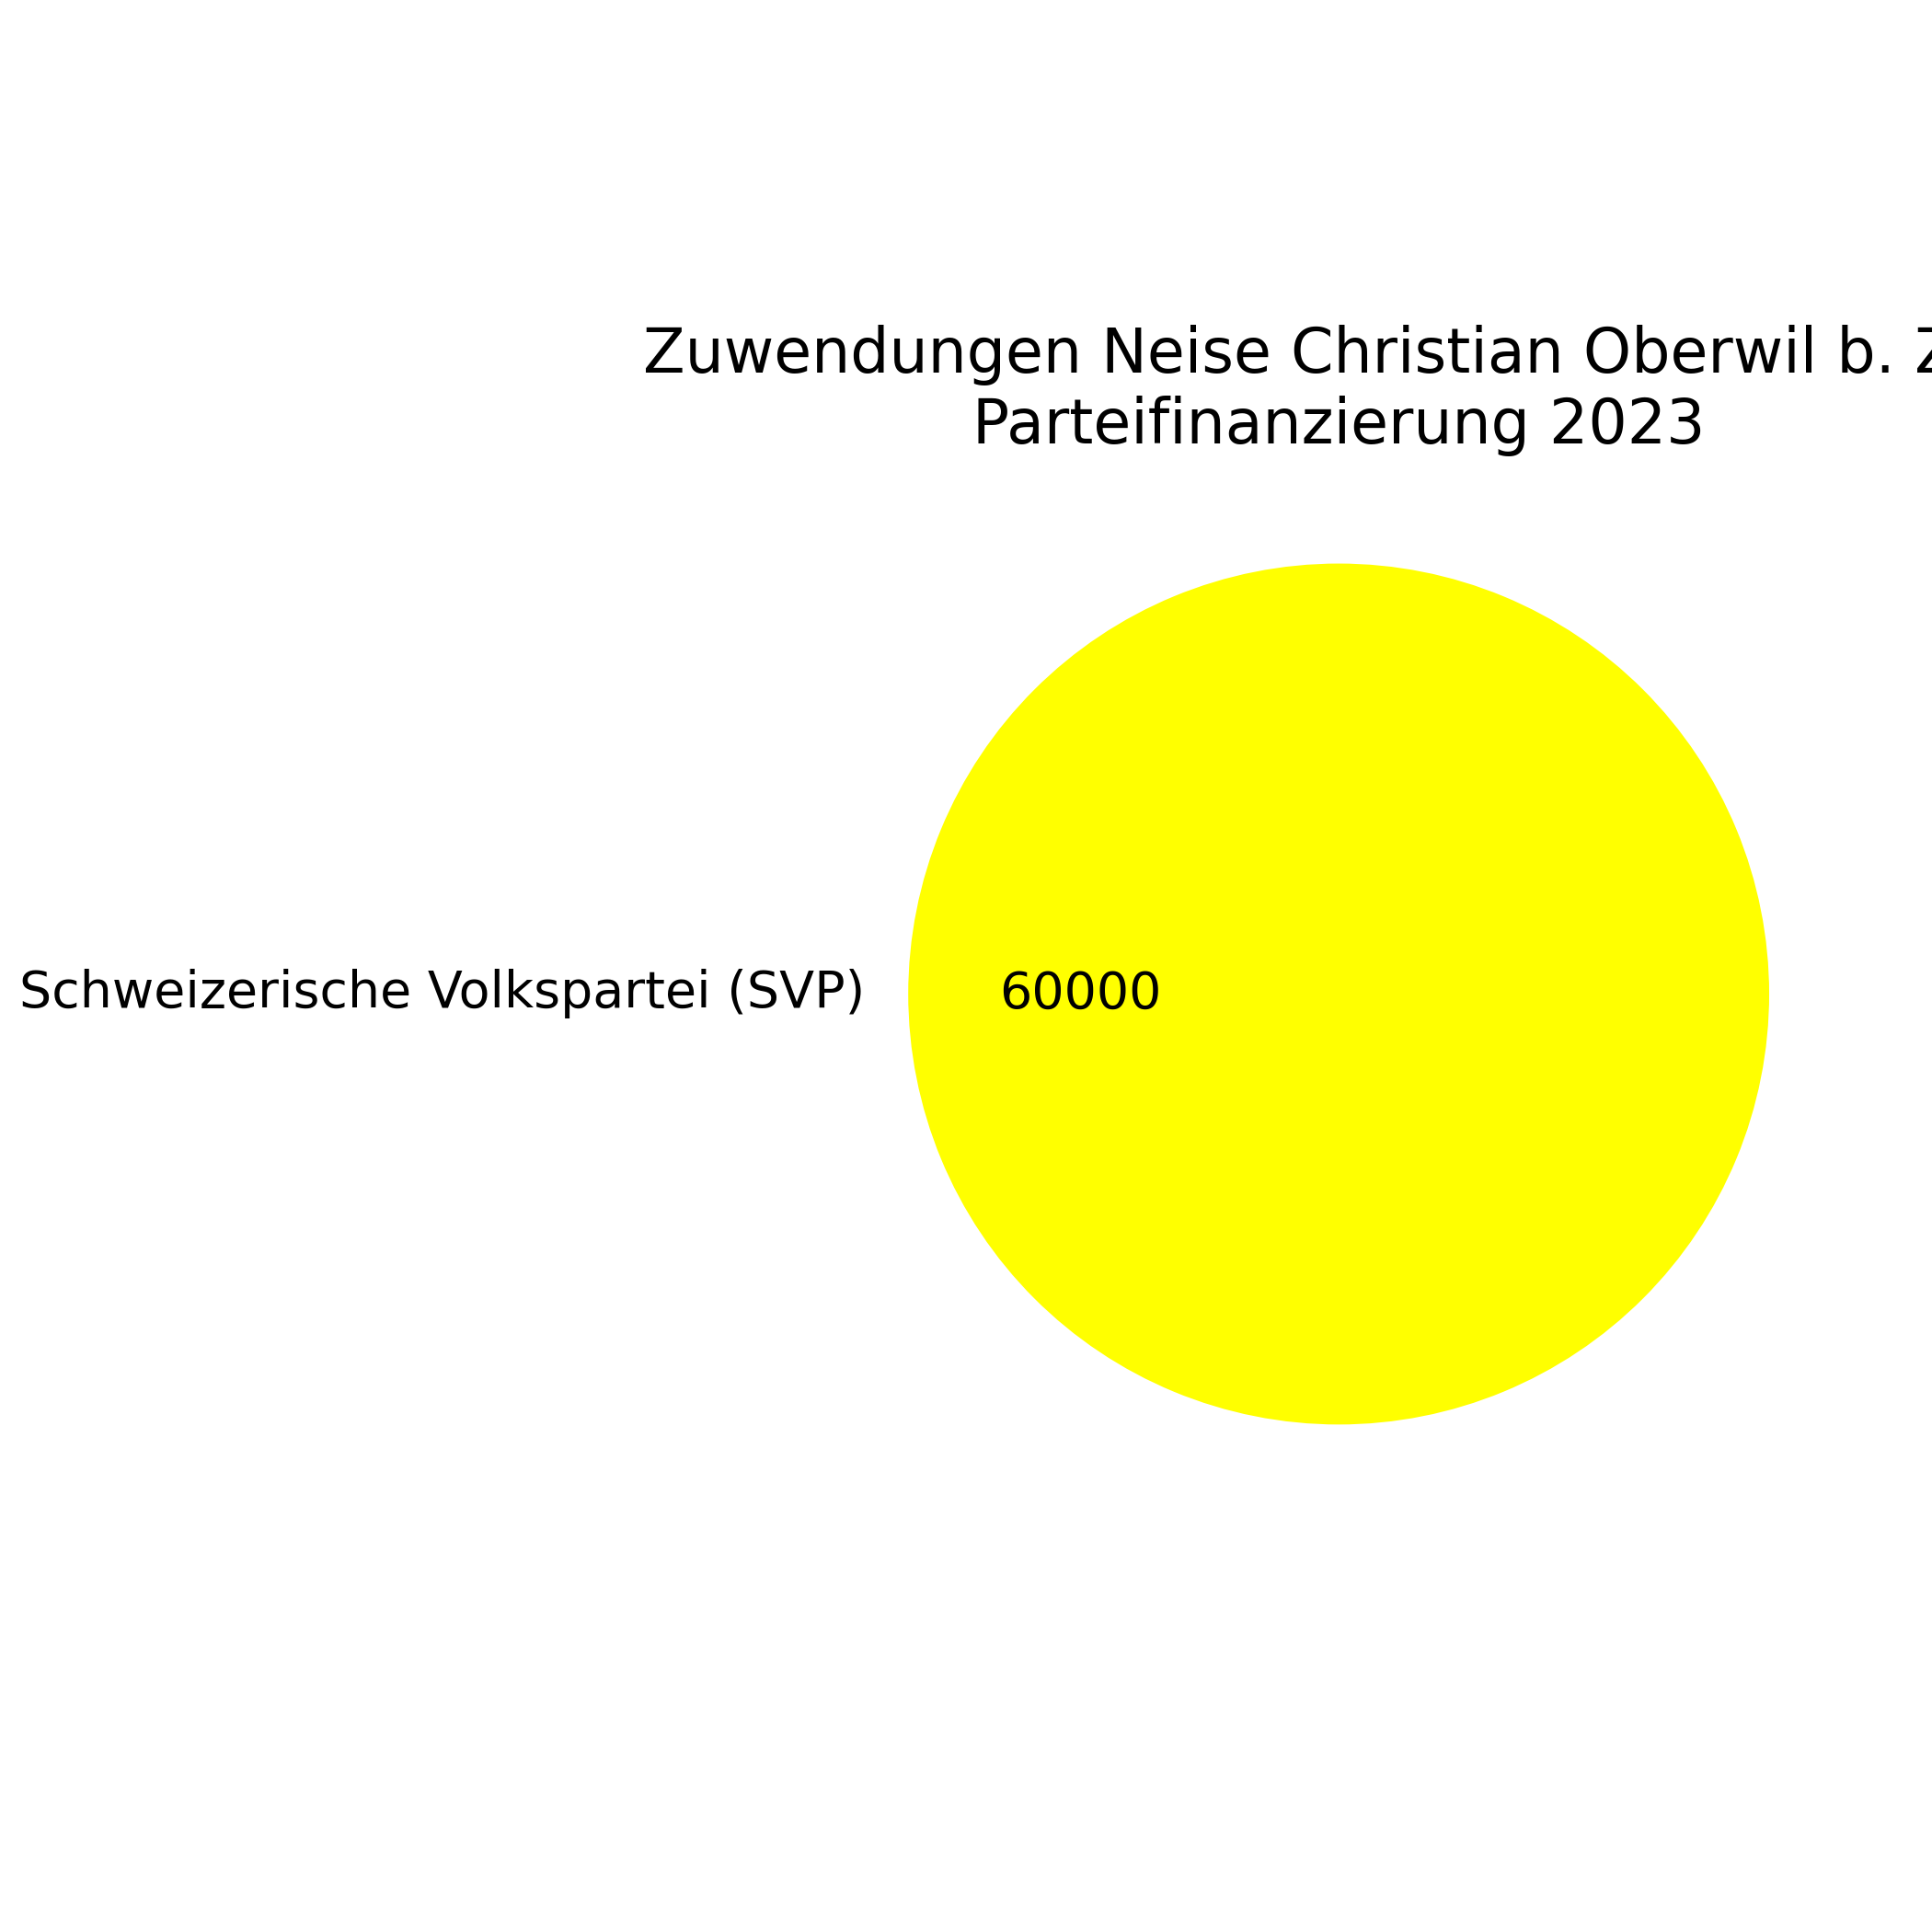 Zuwendungen Neise Christian Oberwil b.
Parteifinanzierung 2023
Schweizerische Volkspartei (SVP) 60000